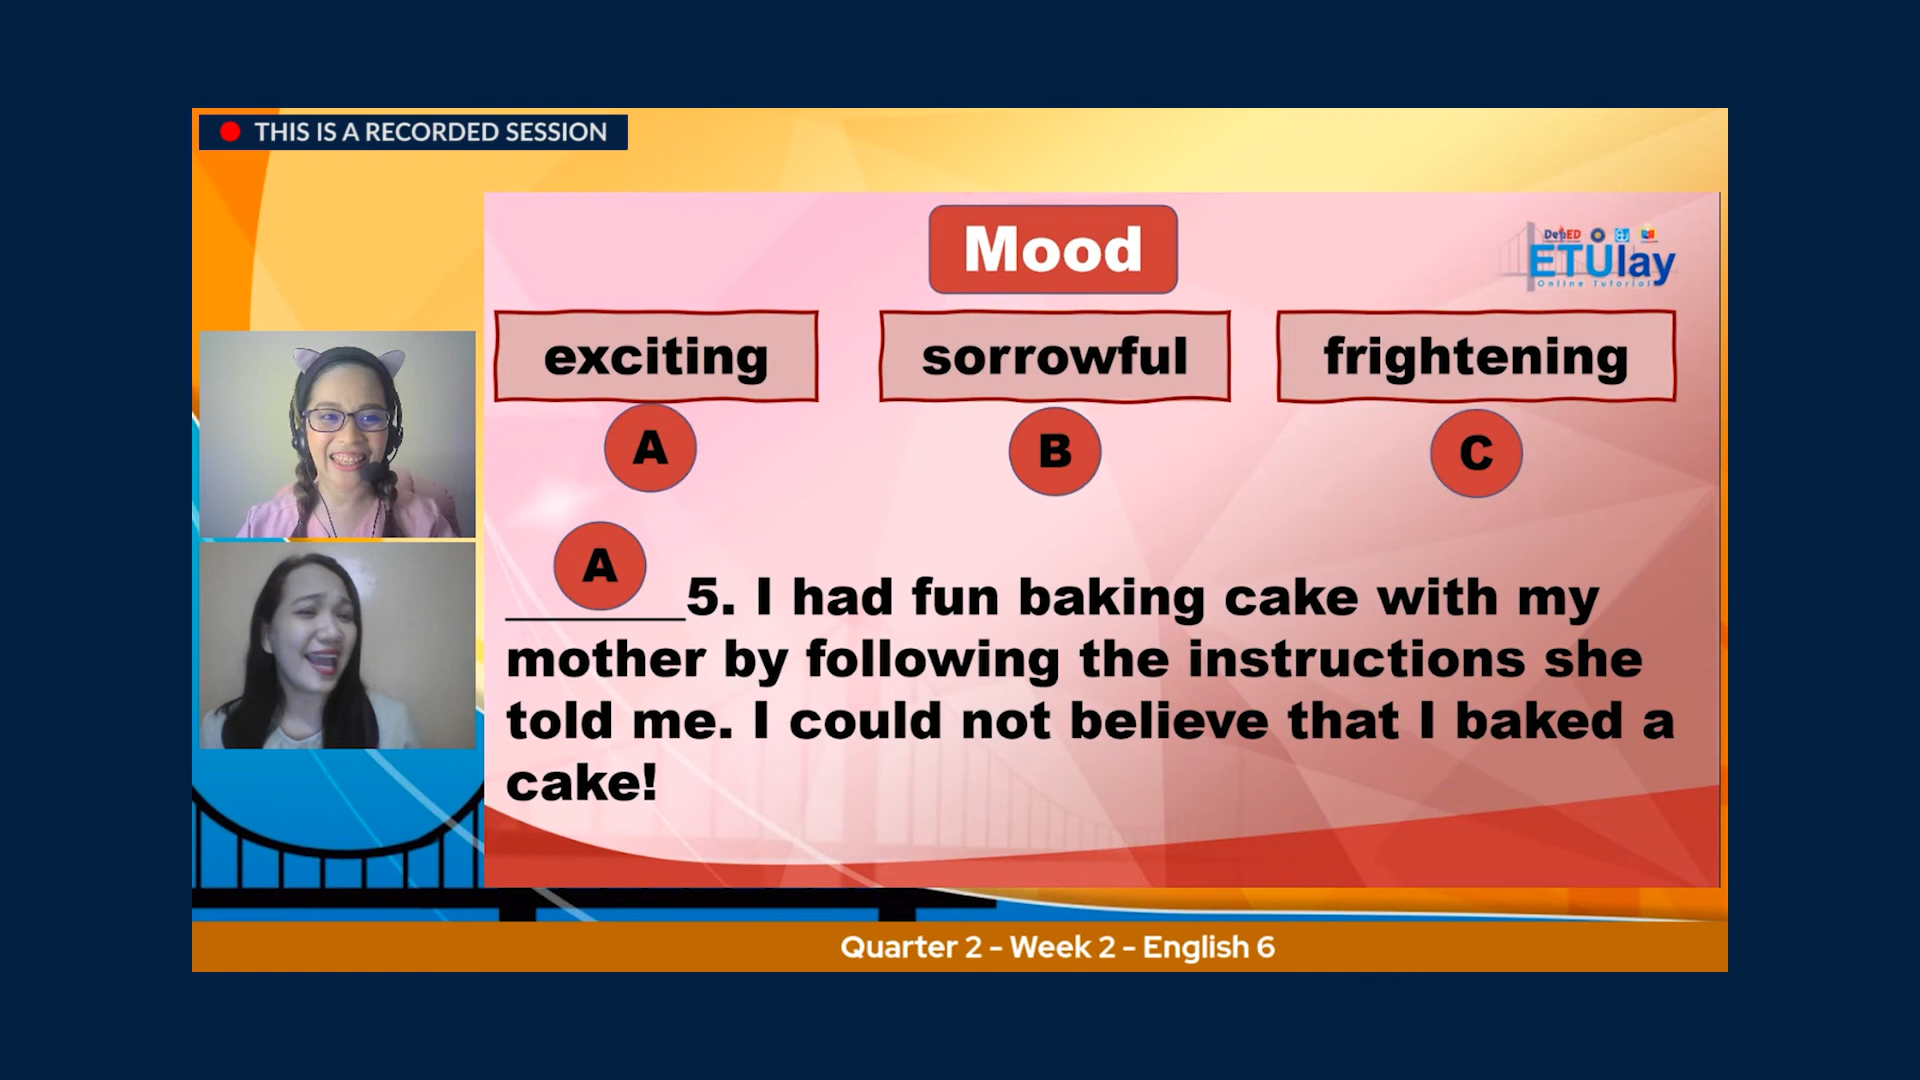 THIS IS A RECORDED SESSION
Mood
DepED
ETUlay
Online Tutorial
exciting
sorrowful
frightening
A
B
C
A
______5. I had fun baking cake with my
mother by following the instructions she
told me. I could not believe that I baked a
cake!
Quarter 2 - Week 2 - English 6